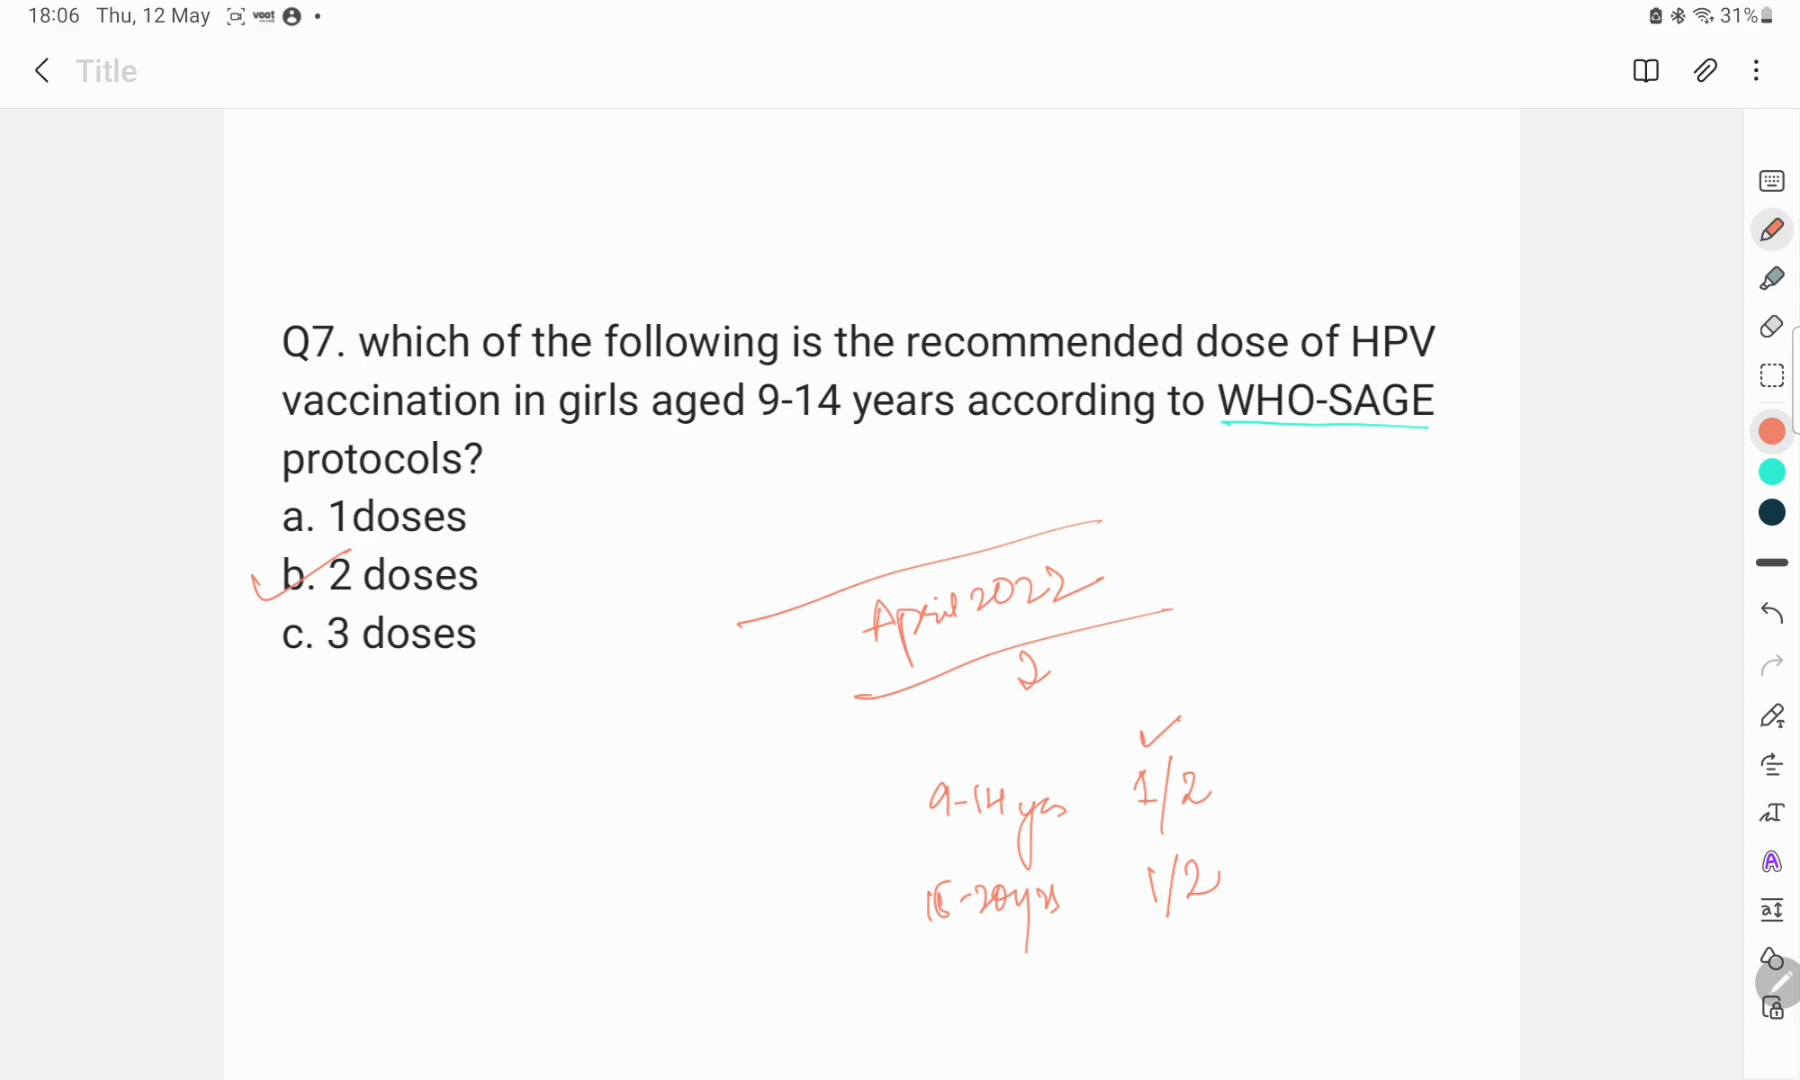 18:06 Thu, 12 May voot 31%
Title
Q7. which of the following is the recommended dose of HPV
vaccination in girls aged 9-14 years according to WHO-SAGE
protocols?
a. 1doses
b. 2 doses
c. 3 doses
April 2022
2
9-14 yrs 1/2
15-20yrs 1/2